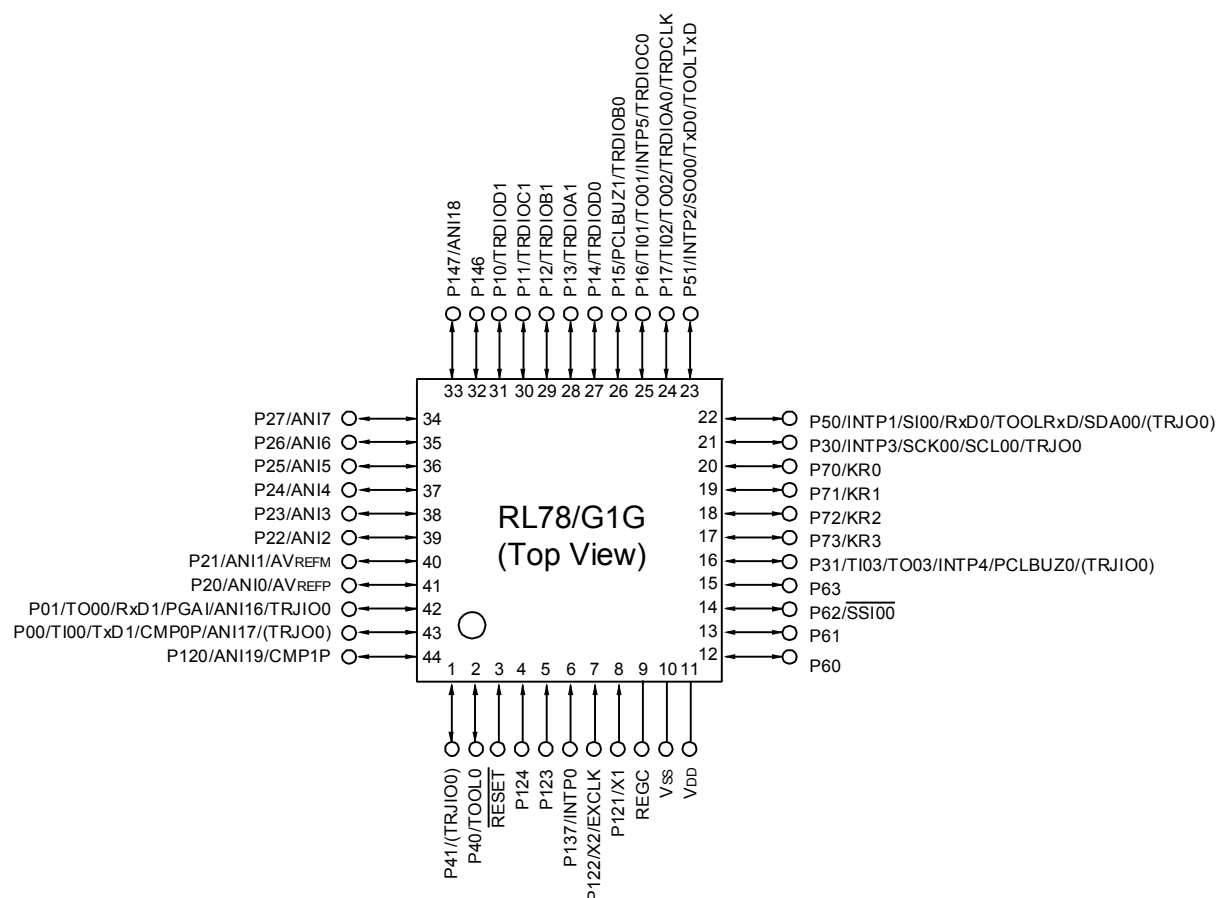 P147/ANI18
P146
P10/TRDIOD1
P11/TRDIOC1
P12/TRDIOB1
P13/TRDIOA1
P14/TRDIOD0
P15/PCLBUZ1/TRDIOB0
P16/TI01/TO01/INTP5/TRDIOC0
P17/TI02/TO02/TRDIOA0/TRDCLK
P51/INTP2/SO00/TxD0/TOOLTxD
33 32 31 30 29 28 27 26 25 24 23
P27/ANI7 34
P26/ANI6 35
P25/ANI5 36
P24/ANI4 37
P23/ANI3 38
P22/ANI2 39
P21/ANI1/AVREFM 40
P20/ANI0/AVREFP 41
P01/TO00/RxD1/PGAI/ANI16/TRJIO0 42
P00/TI00/TxD1/CMP0P/ANI17/(TRJO0) 43
P120/ANI19/CMP1P 44
RL78/G1G
(Top View)
22 P50/INTP1/SI00/RxD0/TOOLRxD/SDA00/(TRJO0)
21 P30/INTP3/SCK00/SCL00/TRJO0
20 P70/KR0
19 P71/KR1
18 P72/KR2
17 P73/KR3
16 P31/TI03/TO03/INTP4/PCLBUZ0/(TRJIO0)
15 P63
14 P62/SSI00
13 P61
12 P60
1 2 3 4 5 6 7 8 9 10 11
P41/(TRJIO0)
P40/TOOL0
RESET
P124
P123
P137/INTP0
P122/X2/EXCLK
P121/X1
REGC
VSS
VDD